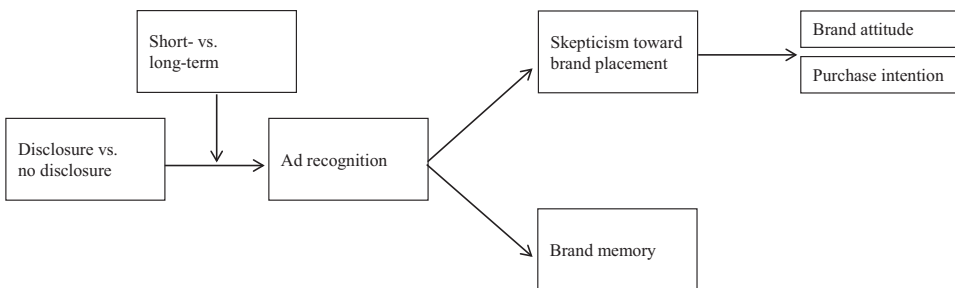 Short- vs.
long-term
Skepticism toward
brand placement
Brand attitude
Purchase intention
Disclosure vs.
no disclosure
Ad recognition
Brand memory